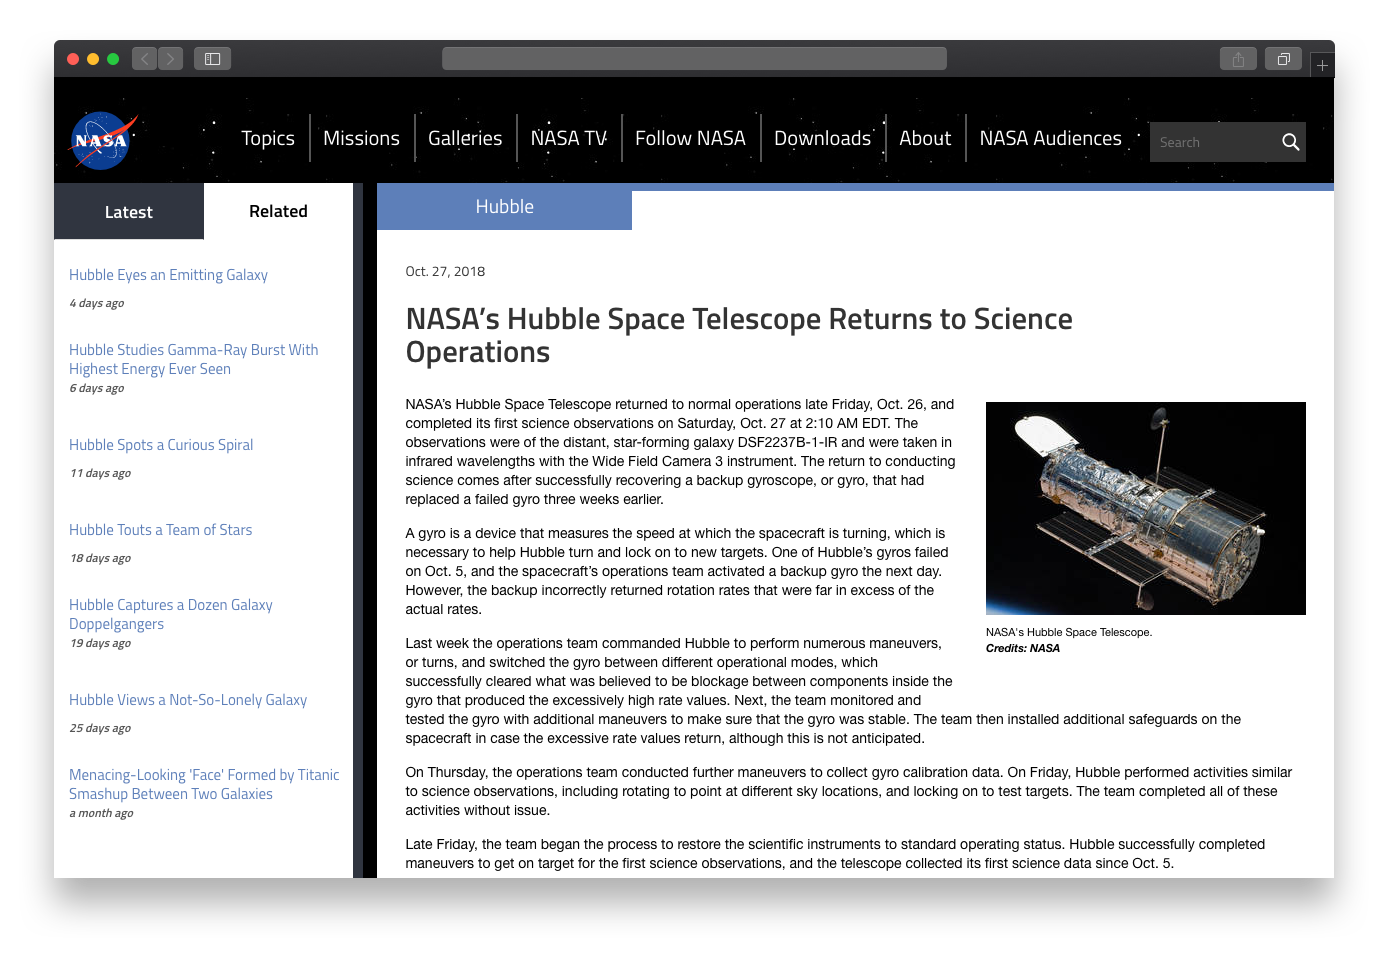 NASA
Topics
Missions
Galleries
NASA TV
Follow NASA
Downloads
About
NASA Audiences
Search
Latest
Related
Hubble Eyes an Emitting Galaxy
4 days ago
Hubble Studies Gamma-Ray Burst With
Highest Energy Ever Seen
6 days ago
Hubble Spots a Curious Spiral
11 days ago
Hubble Touts a Team of Stars
18 days ago
Hubble Captures a Dozen Galaxy
Doppelgangers
19 days ago
Hubble Views a Not-So-Lonely Galaxy
25 days ago
Menacing-Looking 'Face' Formed by Titanic
Smashup Between Two Galaxies
a month ago
Hubble
Oct. 27, 2018
NASA’s Hubble Space Telescope Returns to Science
Operations
NASA’s Hubble Space Telescope returned to normal operations late Friday, Oct. 26, and
completed its first science observations on Saturday, Oct. 27 at 2:10 AM EDT. The
observations were of the distant, star-forming galaxy DSF2237B-1-IR and were taken in
infrared wavelengths with the Wide Field Camera 3 instrument. The return to conducting
science comes after successfully recovering a backup gyroscope, or gyro, that had
replaced a failed gyro three weeks earlier.
A gyro is a device that measures the speed at which the spacecraft is turning, which is
necessary to help Hubble turn and lock on to new targets. One of Hubble’s gyros failed
on Oct. 5, and the spacecraft’s operations team activated a backup gyro the next day.
However, the backup incorrectly returned rotation rates that were far in excess of the
actual rates.
Last week the operations team commanded Hubble to perform numerous maneuvers,
or turns, and switched the gyro between different operational modes, which
successfully cleared what was believed to be blockage between components inside the
gyro that produced the excessively high rate values. Next, the team monitored and
tested the gyro with additional maneuvers to make sure that the gyro was stable. The team then installed additional safeguards on the
spacecraft in case the excessive rate values return, although this is not anticipated.
On Thursday, the operations team conducted further maneuvers to collect gyro calibration data. On Friday, Hubble performed activities similar
to science observations, including rotating to point at different sky locations, and locking on to test targets. The team completed all of these
activities without issue.
Late Friday, the team began the process to restore the scientific instruments to standard operating status. Hubble successfully completed
maneuvers to get on target for the first science observations, and the telescope collected its first science data since Oct. 5.
NASA's Hubble Space Telescope.
Credits: NASA